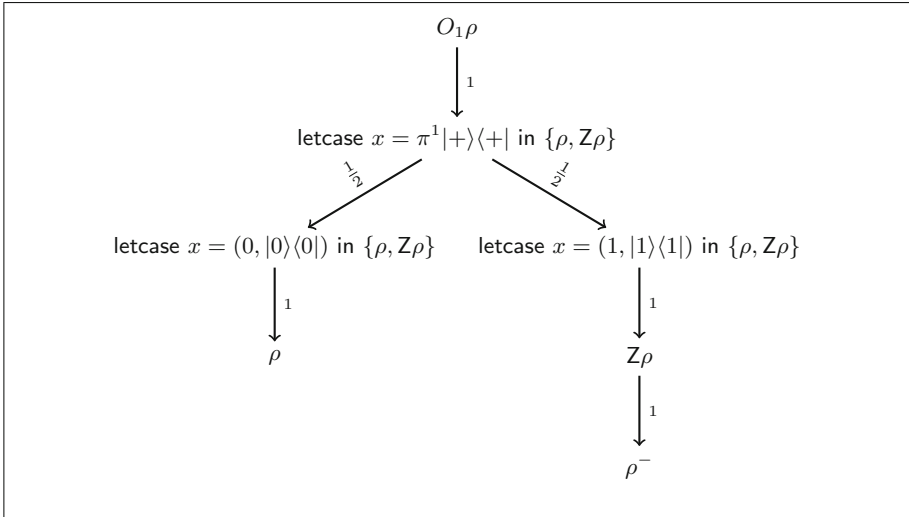 O₁ρ
1
letcase x = π¹|+⟩⟨+| in {ρ, Zρ}
½ ½
letcase x = (0, |0⟩⟨0|) in {ρ, Zρ} letcase x = (1, |1⟩⟨1|) in {ρ, Zρ}
1 1
ρ Zρ
1
ρ⁻